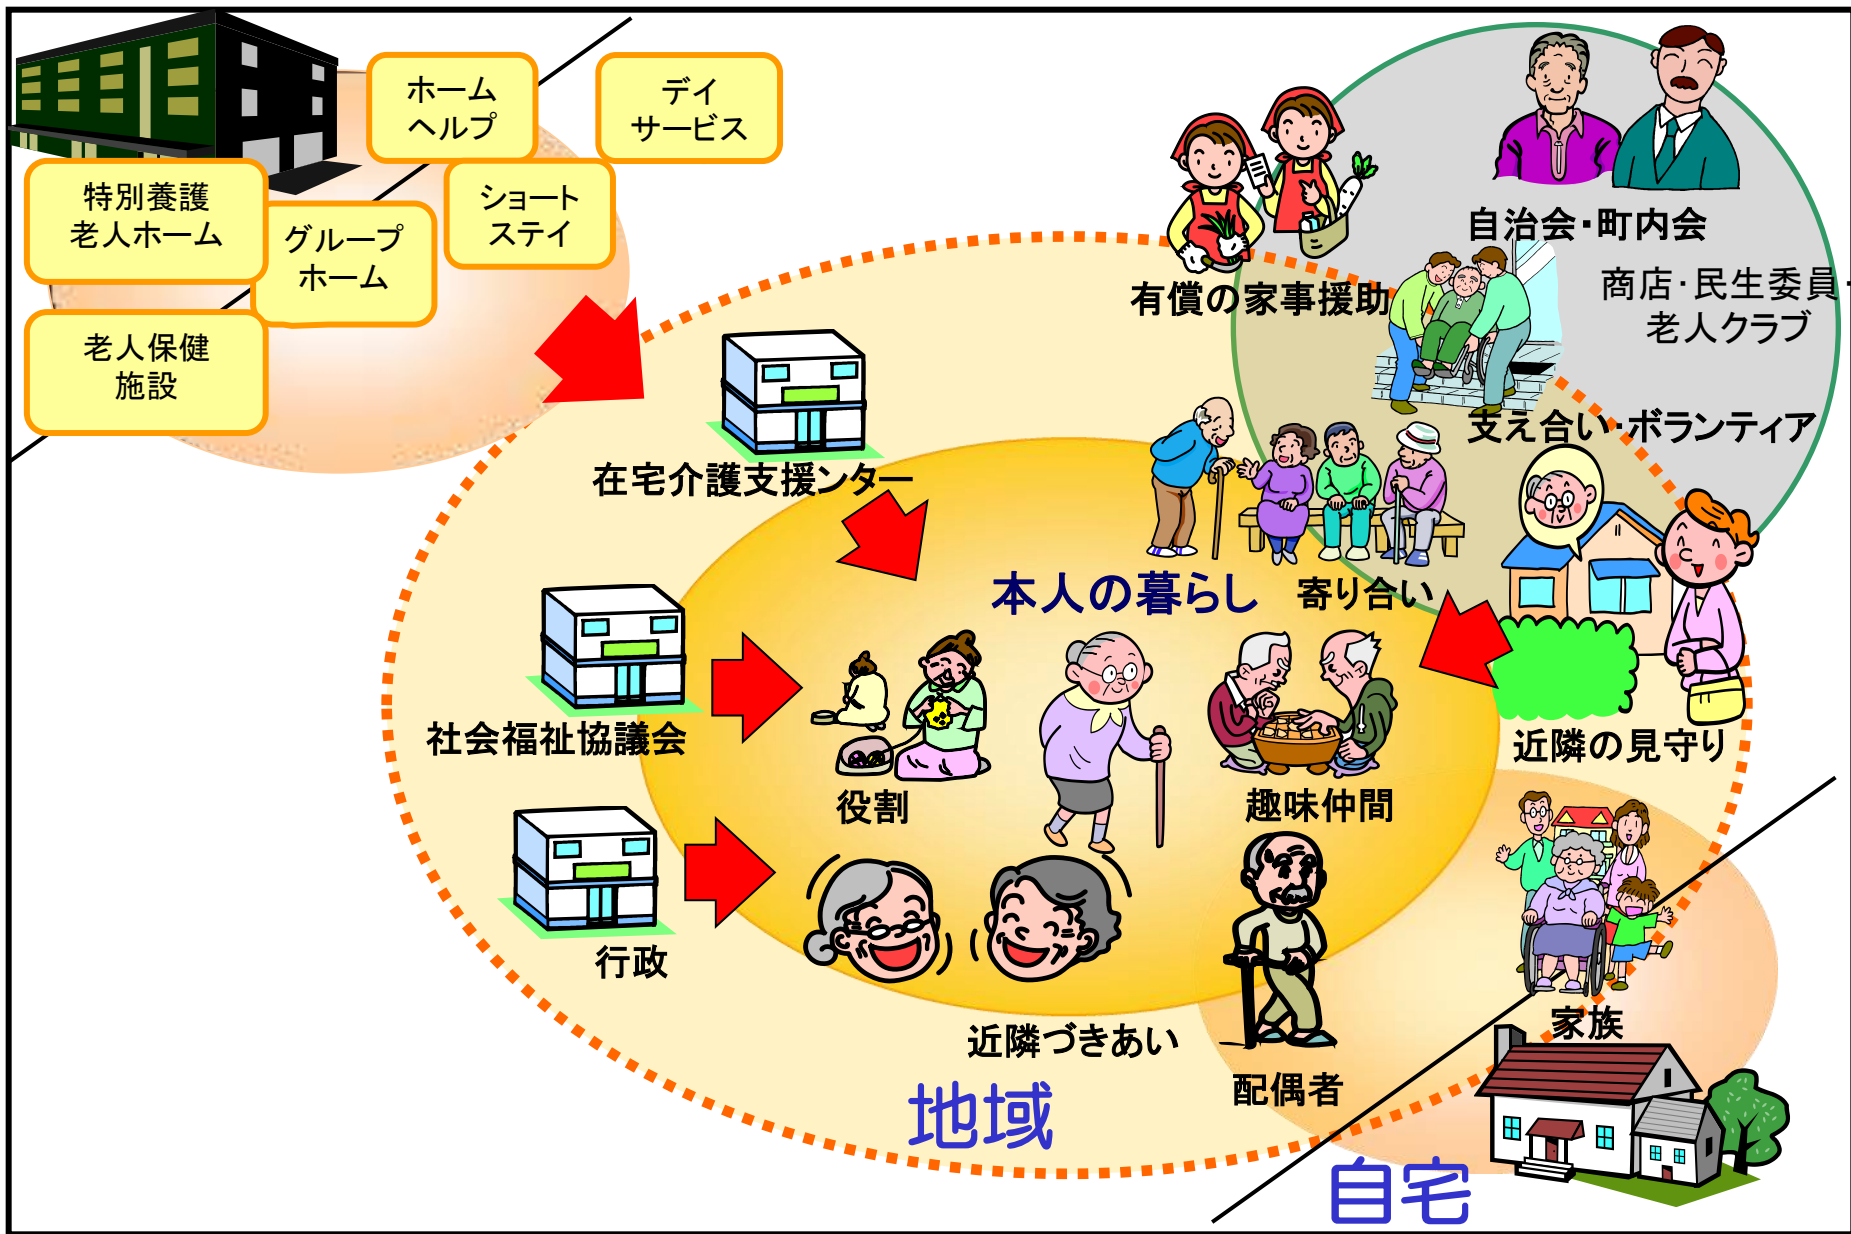 ホーム
ヘルプ
デイ
サービス
特別養護
老人ホーム
グループ
ホーム
ショート
ステイ
老人保健
施設
自治会・町内会
商店・民生委員・
老人クラブ
有償の家事援助
支え合い・ボランティア
在宅介護支援ンター
本人の暮らし
寄り合い
社会福祉協議会
近隣の見守り
役割
趣味仲間
行政
家族
近隣づきあい
配偶者
地域
自宅